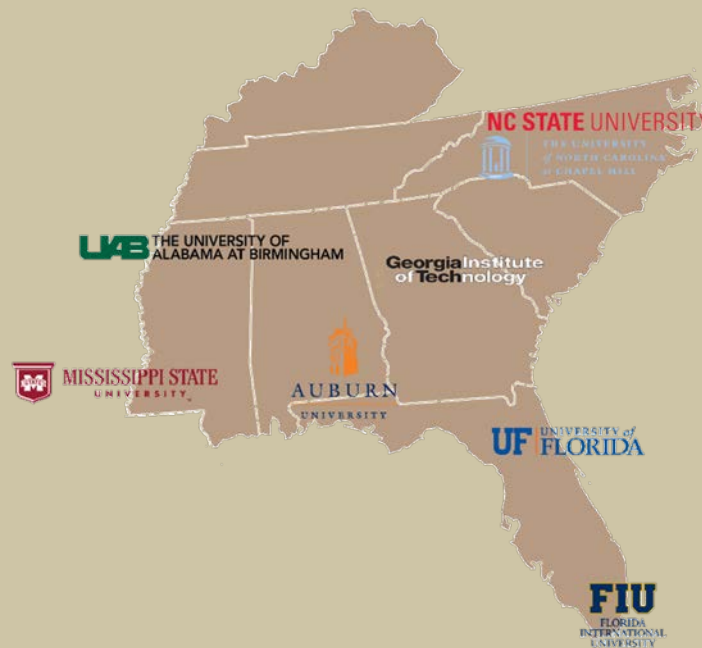 NC STATE UNIVERSITY
THE UNIVERSITY
of NORTH CAROLINA
at CHAPEL HILL
UAB THE UNIVERSITY OF
ALABAMA AT BIRMINGHAM
Georgia Institute
of Technology
MISSISSIPPI STATE
UNIVERSITY
AUBURN
UNIVERSITY
UF UNIVERSITY of
FLORIDA
FIU
FLORIDA
INTERNATIONAL
UNIVERSITY